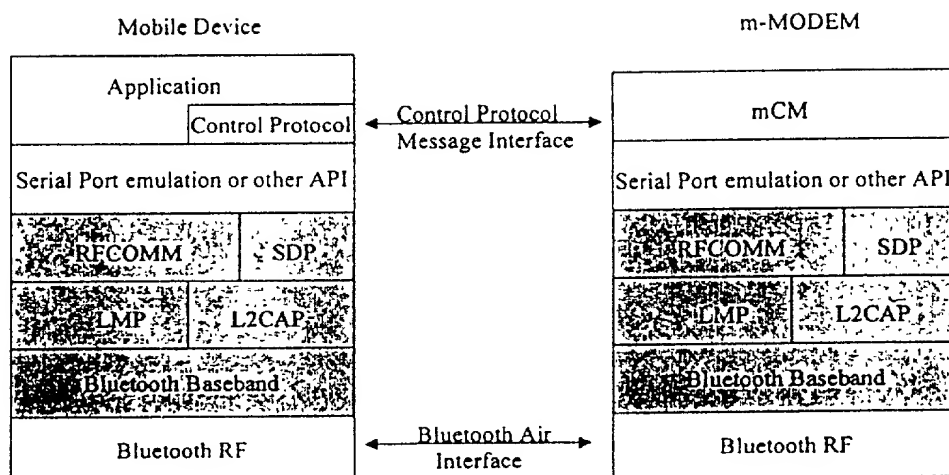 Mobile Device
m-MODEM
Application
Control Protocol
Control Protocol
Message Interface
mCM
Serial Port emulation or other API
Serial Port emulation or other API
RFCOMM
SDP
RFCOMM
SDP
LMP
L2CAP
LMP
L2CAP
Bluetooth Baseband
Bluetooth Baseband
Bluetooth RF
Bluetooth Air
Interface
Bluetooth RF